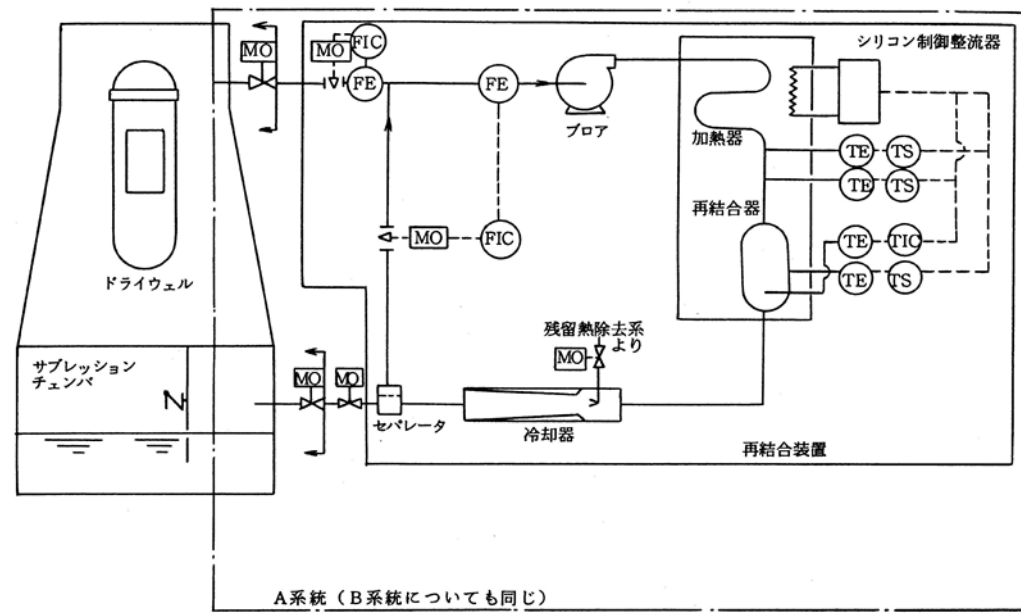 シリコン制御整流器
MO
MO
FIC
FE
FE
ブロア
加熱器
TE
TS
TE
TS
再結合器
MO
FIC
TE
TIC
TE
TS
ドライウェル
残留熱除去系
より
MO
サプレッション
チェンバ
MO
MO
セパレータ
冷却器
再結合装置
A系統(B系統についても同じ)